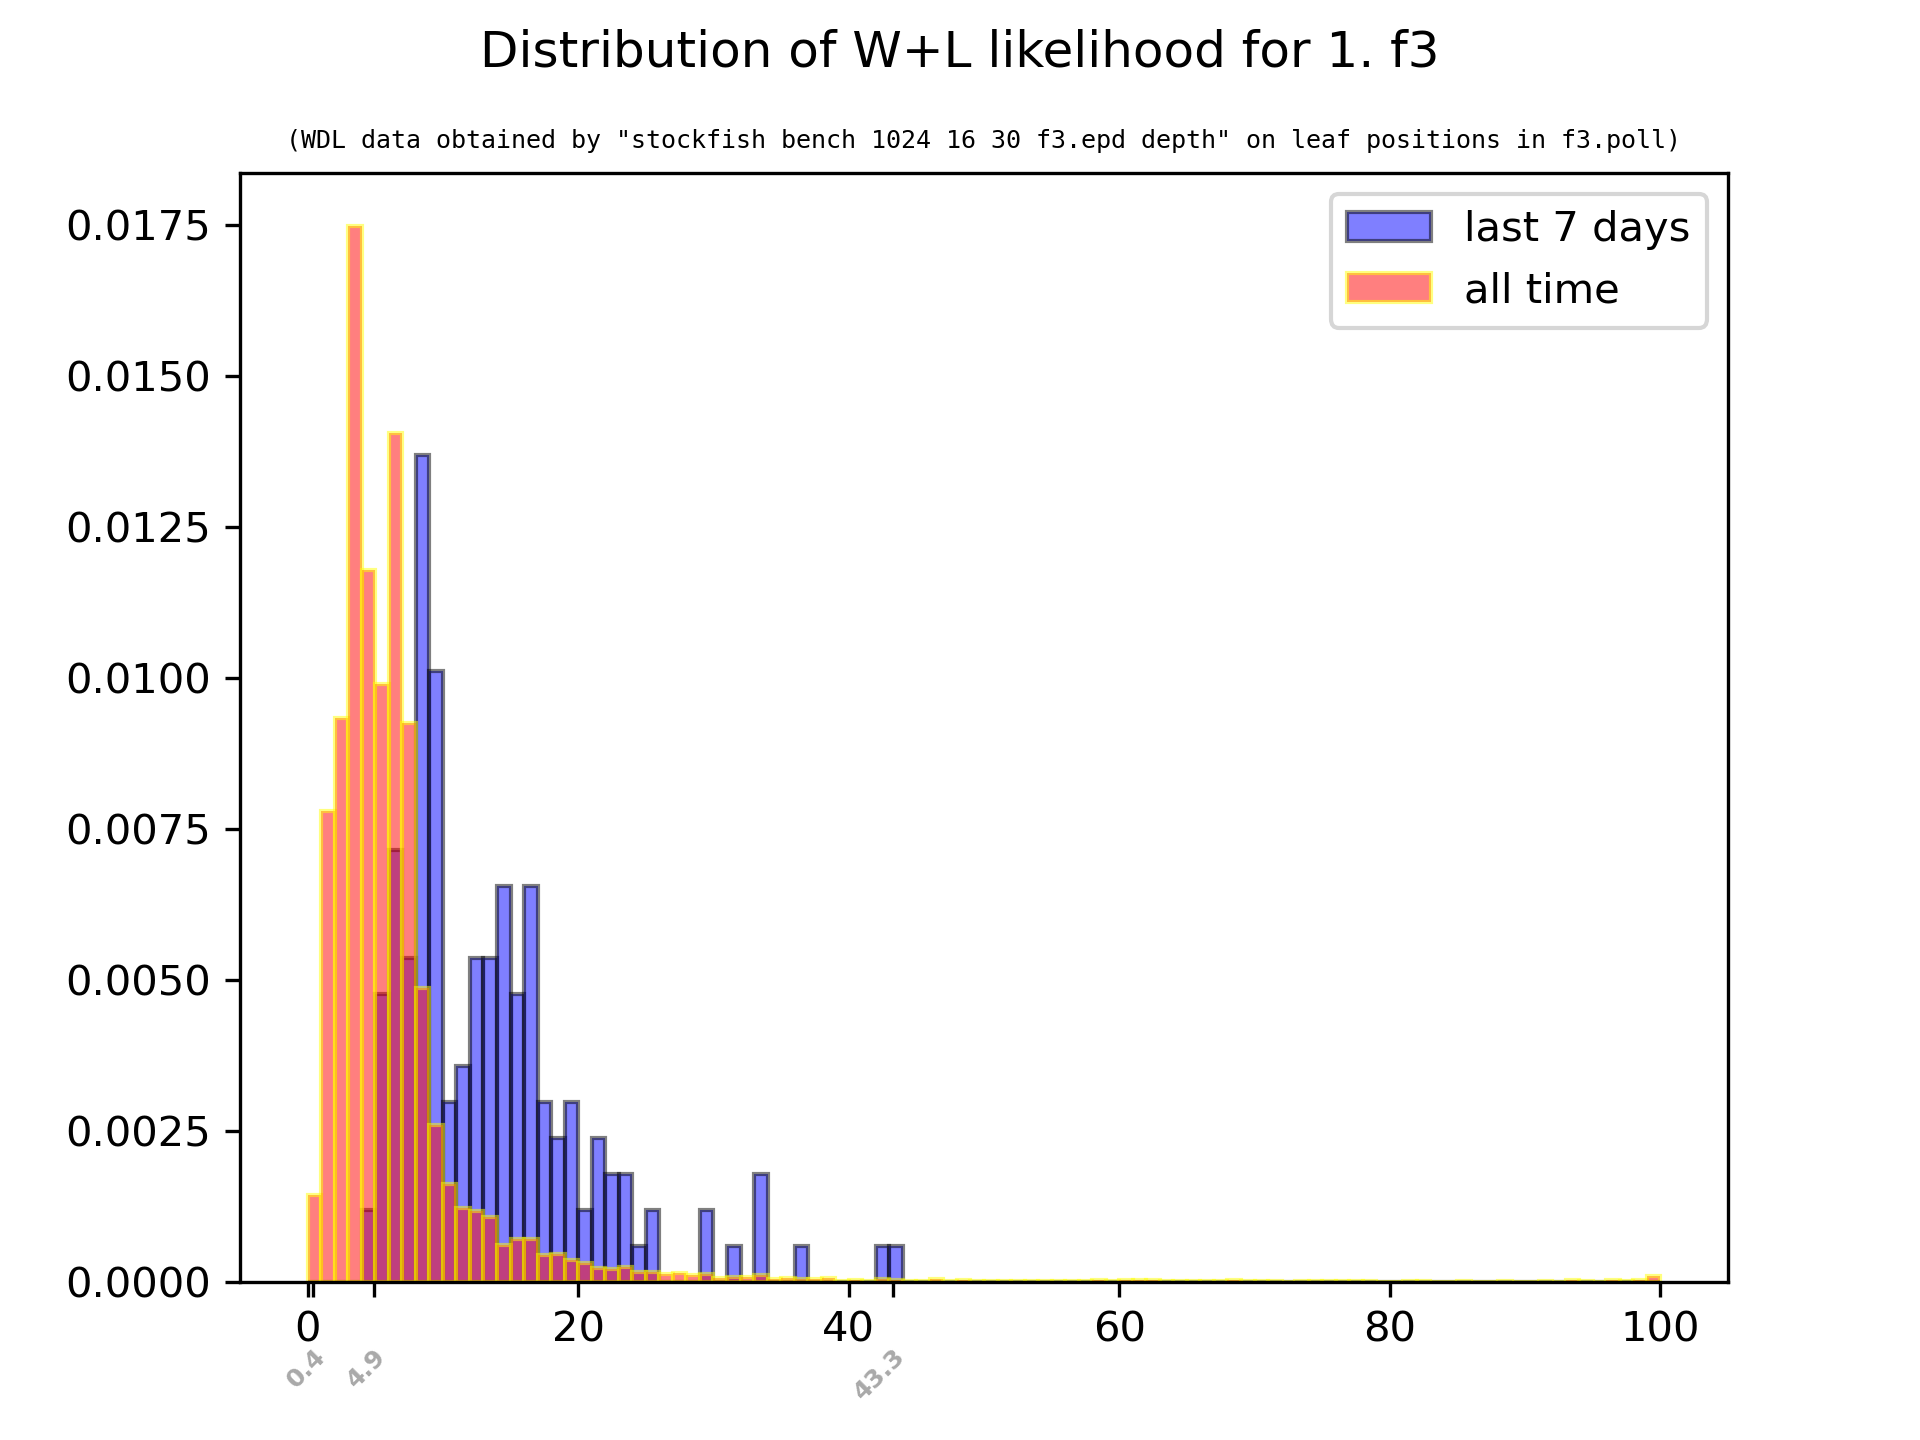 Distribution of W+L likelihood for 1. f3
(WDL data obtained by "stockfish bench 1024 16 30 f3.epd depth" on leaf positions in f3.poll)
last 7 days
all time
0.0175
0.0150
0.0125
0.0100
0.0075
0.0050
0.0025
0.0000
0 20 40 60 80 100
0.4 4.9 43.3